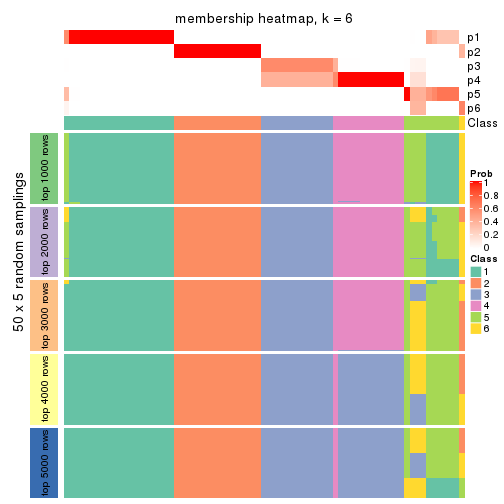 membership heatmap, k = 6
p1
p2
p3
p4
p5
p6
Class
50 x 5 random samplings
top 1000 rows
top 2000 rows
top 3000 rows
top 4000 rows
top 5000 rows
Prob
1
0.8
0.6
0.4
0.2
0
Class
1
2
3
4
5
6